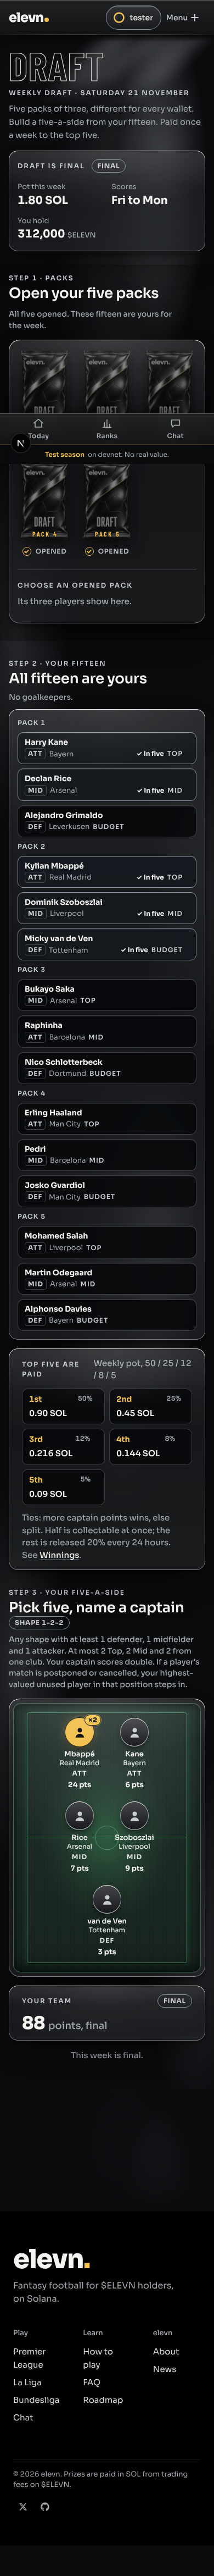 elevn.
tester
Menu
DRAFT
WEEKLY DRAFT · SATURDAY 21 NOVEMBER
Five packs of three, different for every wallet.
Build a five-a-side from your fifteen. Paid once
a week to the top five.
DRAFT IS FINAL FINAL
Pot this week Scores
1.80 SOL Fri to Mon
You hold
312,000 $ELEVN
STEP 1 · PACKS
Open your five packs
All five opened. These fifteen are yours for
the week.
elevn. elevn. elevn.
DRAFT DRAFT DRAFT
Today Ranks Chat
N
Test season on devnet. No real value.
elevn. elevn.
DRAFT DRAFT
PACK 4 PACK 5
OPENED OPENED
CHOOSE AN OPENED PACK
Its three players show here.
STEP 2 · YOUR FIFTEEN
All fifteen are yours
No goalkeepers.
PACK 1
Harry Kane
ATT Bayern ✓ In five TOP
Declan Rice
MID Arsenal ✓ In five MID
Alejandro Grimaldo
DEF Leverkusen BUDGET
PACK 2
Kylian Mbappé
ATT Real Madrid ✓ In five TOP
Dominik Szoboszlai
MID Liverpool ✓ In five MID
Micky van de Ven
DEF Tottenham ✓ In five BUDGET
PACK 3
Bukayo Saka
MID Arsenal TOP
Raphinha
ATT Barcelona MID
Nico Schlotterbeck
DEF Dortmund BUDGET
PACK 4
Erling Haaland
ATT Man City TOP
Pedri
MID Barcelona MID
Josko Gvardiol
DEF Man City BUDGET
PACK 5
Mohamed Salah
ATT Liverpool TOP
Martin Odegaard
MID Arsenal MID
Alphonso Davies
DEF Bayern BUDGET
TOP FIVE ARE PAID
Weekly pot, 50 / 25 / 12 / 8 / 5
1st 50% 2nd 25%
0.90 SOL 0.45 SOL
3rd 12% 4th 8%
0.216 SOL 0.144 SOL
5th 5%
0.09 SOL
Ties: more captain points wins, else
split. Half is collectable at once; the
rest is released 20% every 24 hours.
See Winnings.
STEP 3 · YOUR FIVE-A-SIDE
Pick five, name a captain
SHAPE 1-2-2
Any shape with at least 1 defender, 1 midfielder
and 1 attacker. At most 2 Top, 2 Mid and 2 from
one club. Your captain scores double. If a player's
match is postponed or cancelled, your highest-
valued unused player in that position steps in.
×2
Mbappé Kane
Real Madrid Bayern
ATT ATT
24 pts 6 pts
Rice Szoboszlai
Arsenal Liverpool
MID MID
7 pts 9 pts
van de Ven
Tottenham
DEF
3 pts
YOUR TEAM FINAL
88 points, final
This week is final.
elevn.
Fantasy football for $ELEVN holders,
on Solana.
Play Learn elevn
Premier League How to play About
La Liga FAQ News
Bundesliga Roadmap
Chat
© 2026 elevn. Prizes are paid in SOL from trading
fees on $ELEVN.